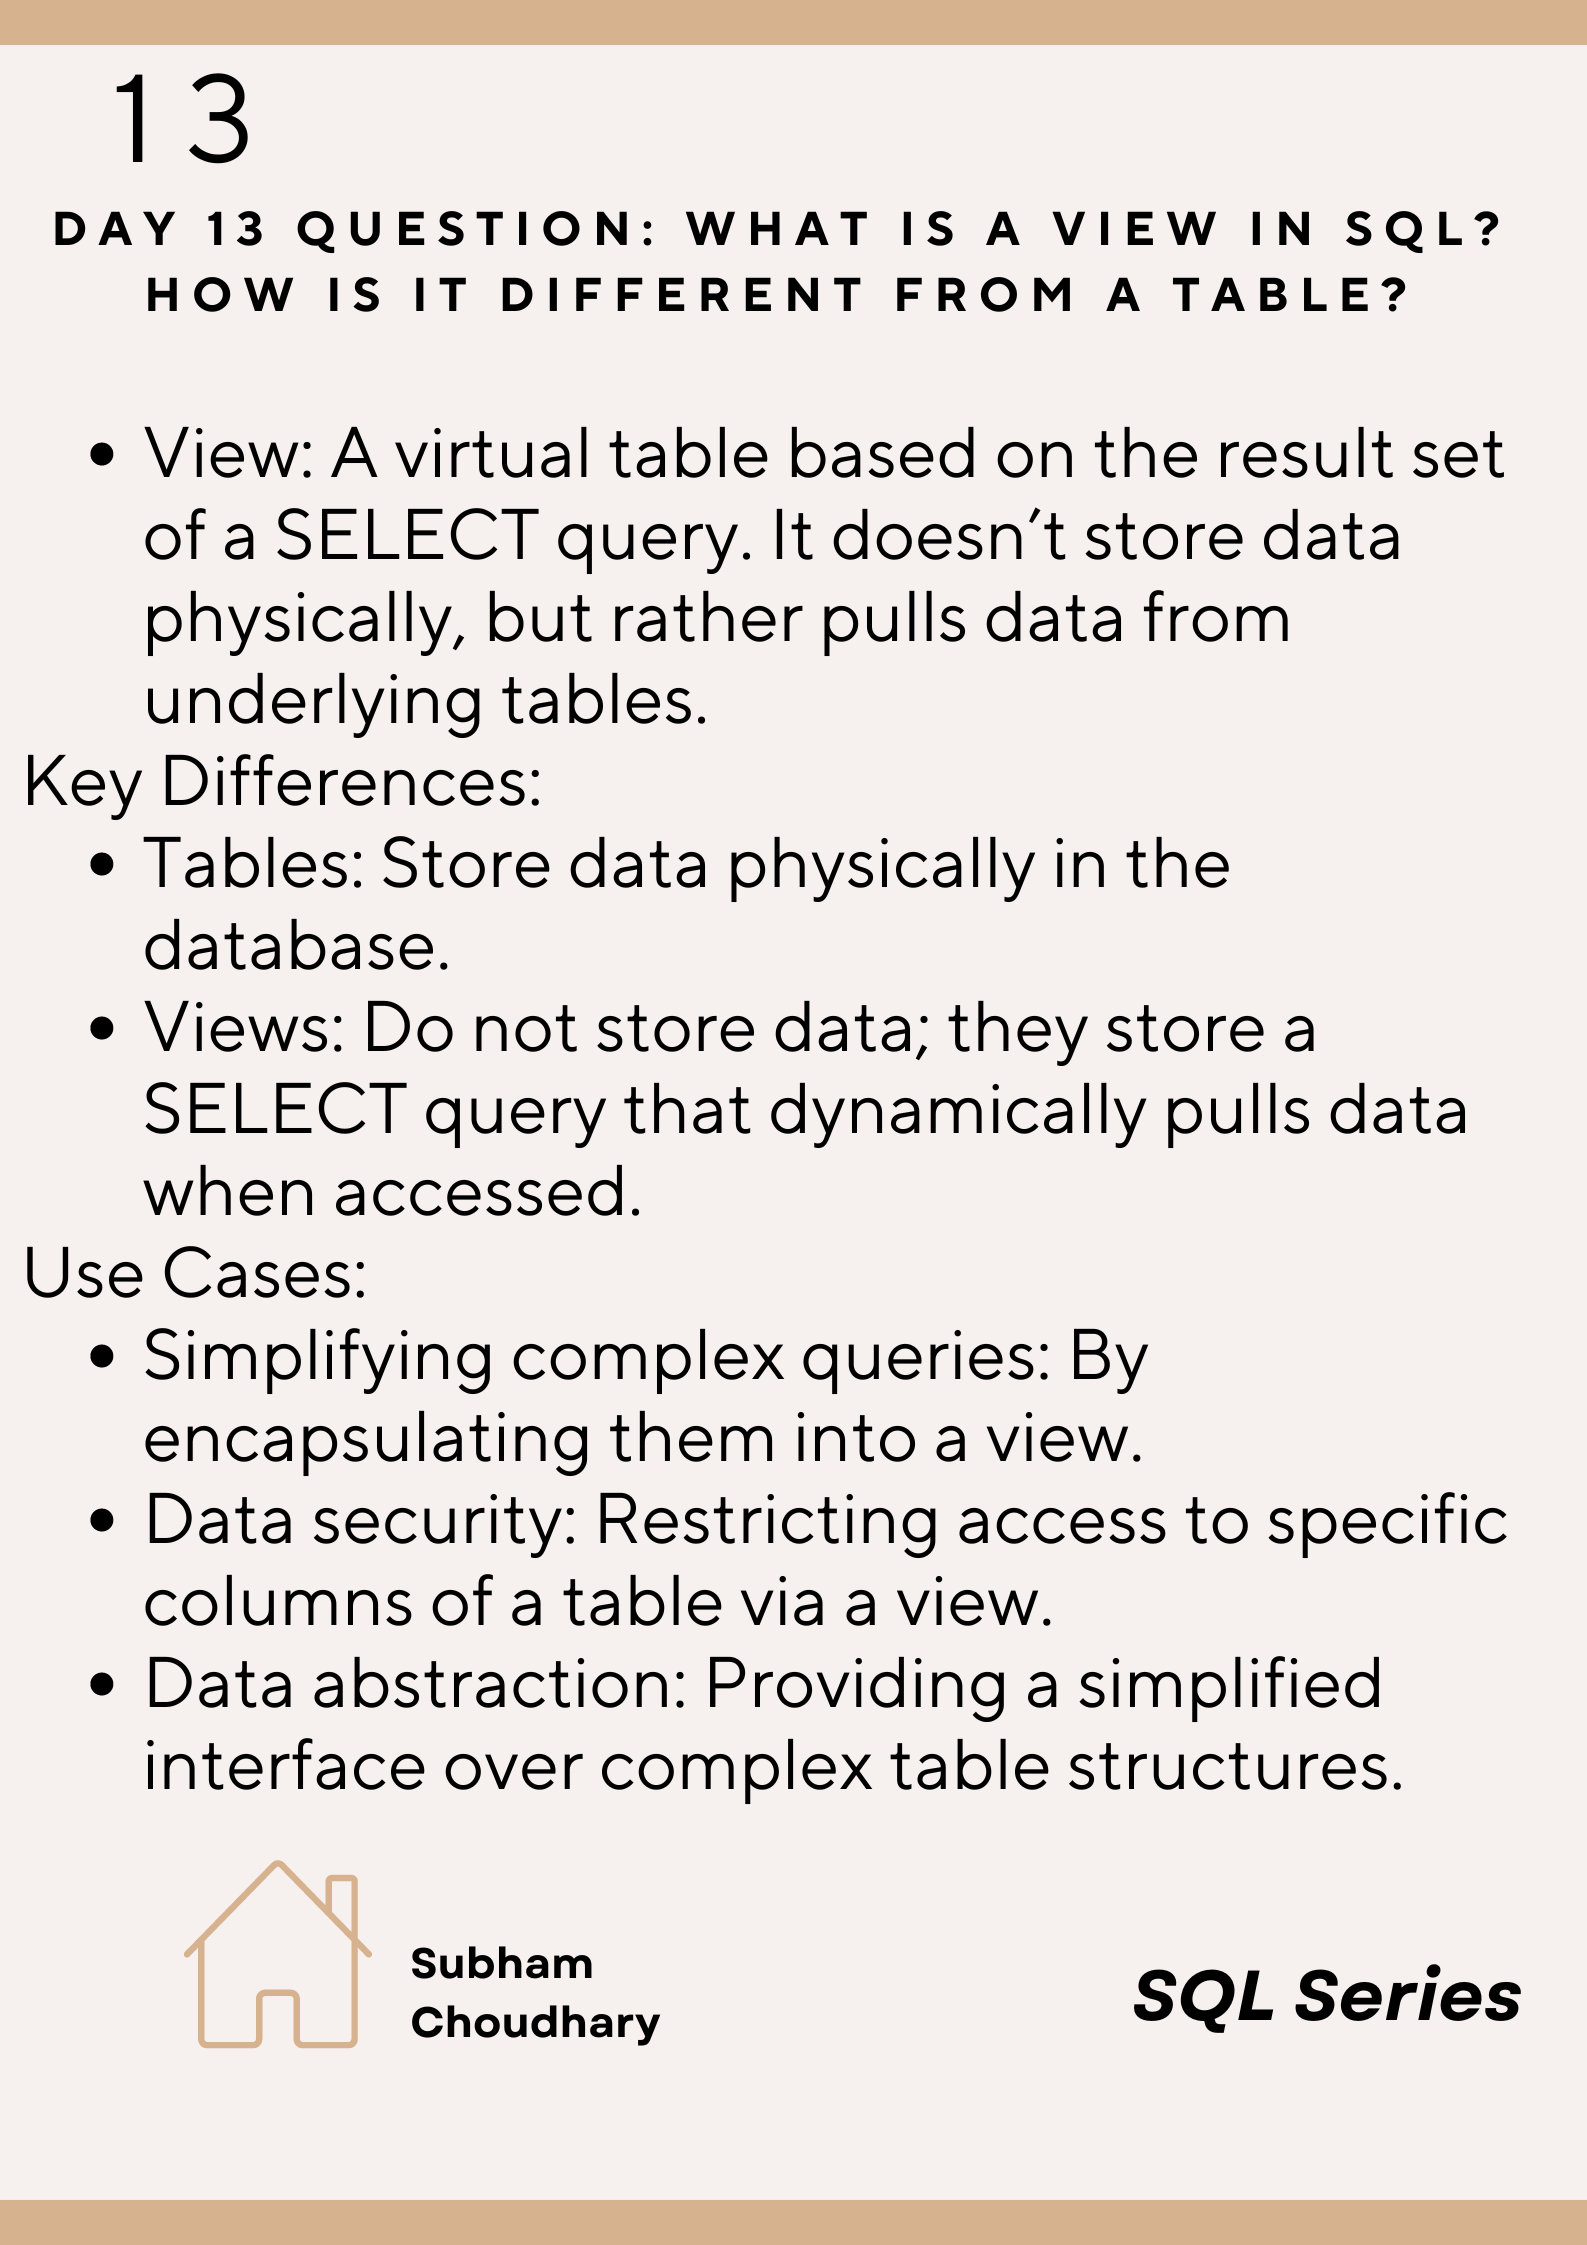 13
DAY 13 QUESTION: WHAT IS A VIEW IN SQL?
HOW IS IT DIFFERENT FROM A TABLE?
• View: A virtual table based on the result set
of a SELECT query. It doesn’t store data
physically, but rather pulls data from
underlying tables.
Key Differences:
• Tables: Store data physically in the
database.
• Views: Do not store data; they store a
SELECT query that dynamically pulls data
when accessed.
Use Cases:
• Simplifying complex queries: By
encapsulating them into a view.
• Data security: Restricting access to specific
columns of a table via a view.
• Data abstraction: Providing a simplified
interface over complex table structures.
Subham
Choudhary
SQL Series